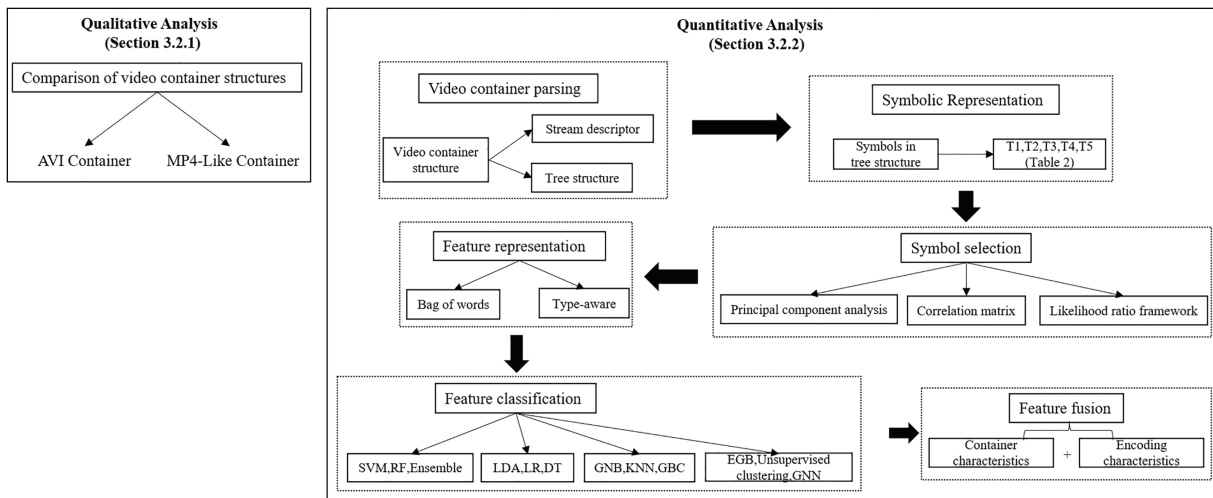 Qualitative Analysis
(Section 3.2.1)
Comparison of video container structures
AVI Container
MP4-Like Container
Quantitative Analysis
(Section 3.2.2)
Video container parsing
Video container
structure
Stream descriptor
Tree structure
Symbolic Representation
Symbols in
tree structure
T1,T2,T3,T4,T5
(Table 2)
Symbol selection
Principal component analysis
Correlation matrix
Likelihood ratio framework
Feature representation
Bag of words
Type-aware
Feature classification
SVM,RF,Ensemble
LDA,LR,DT
GNB,KNN,GBC
EGB,Unsupervised
clustering,GNN
Feature fusion
Container
characteristics
+
Encoding
characteristics